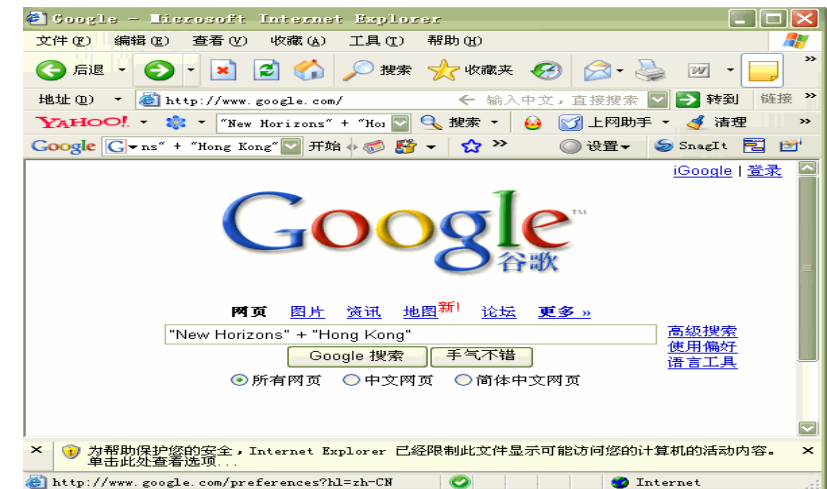 Google - Microsoft Internet Explorer
文件(F) 编辑(E) 查看(V) 收藏(A) 工具(T) 帮助(H)
后退 搜索 收藏夹 »
地址(D) http://www.google.com/ 输入中文,直接搜索 转到 链接 »
YAHOO! "New Horizons" + "Hon 搜索 上网助手 清理 »
Google G ns" + "Hong Kong" 开始 » 设置 SnagIt
iGoogle | 登录
Google™
谷歌
网页 图片 资讯 地图新! 论坛 更多 »
"New Horizons" + "Hong Kong" 高级搜索
使用偏好
Google 搜索 手气不错
语言工具
所有网页 中文网页 简体中文网页
为帮助保护您的安全,Internet Explorer 已经限制此文件显示可能访问您的计算机的活动内容。
单击此处查看选项...
http://www.google.com/preferences?hl=zh-CN Internet